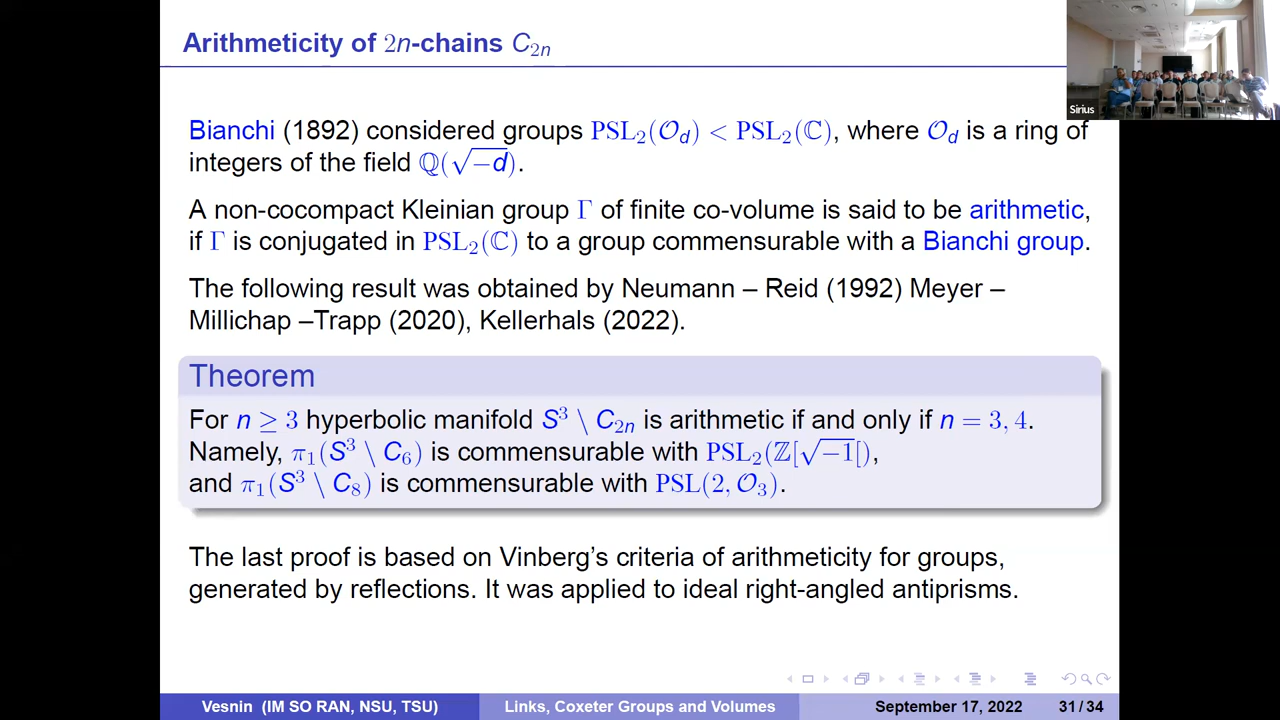 Arithmeticity of 2n-chains C₂ₙ
Sirius
Bianchi (1892) considered groups PSL₂(𝒪_d) < PSL₂(ℂ), where 𝒪_d is a ring of
integers of the field ℚ(√−d).
A non-cocompact Kleinian group Γ of finite co-volume is said to be arithmetic,
if Γ is conjugated in PSL₂(ℂ) to a group commensurable with a Bianchi group.
The following result was obtained by Neumann – Reid (1992) Meyer –
Millichap –Trapp (2020), Kellerhals (2022).
Theorem
For n ≥ 3 hyperbolic manifold S³ \ C₂ₙ is arithmetic if and only if n = 3, 4.
Namely, π₁(S³ \ C₆) is commensurable with PSL₂(ℤ[√−1[),
and π₁(S³ \ C₈) is commensurable with PSL(2, 𝒪₃).
The last proof is based on Vinberg's criteria of arithmeticity for groups,
generated by reflections. It was applied to ideal right-angled antiprisms.
Vesnin (IM SO RAN, NSU, TSU) Links, Coxeter Groups and Volumes September 17, 2022 31 / 34